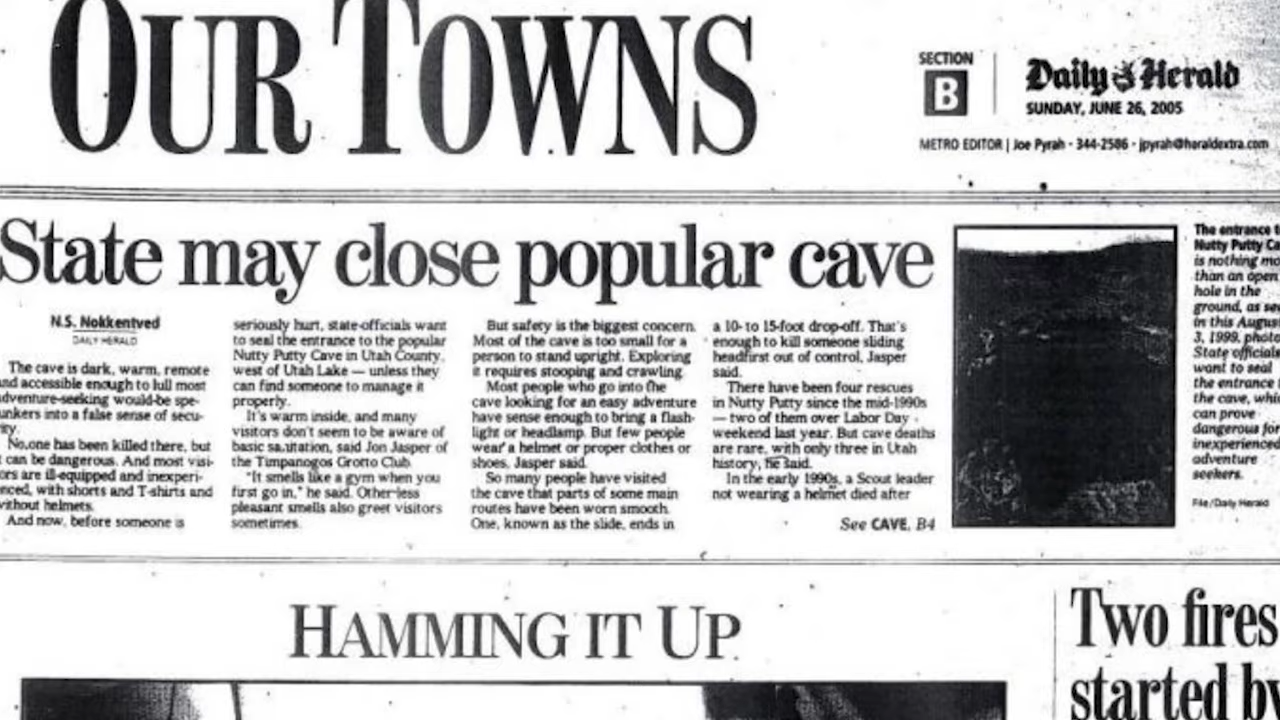 OUR TOWNS
SECTION
B
Daily Herald
SUNDAY, JUNE 26, 2005
METRO EDITOR | Joe Pyrah - 344-2586 - jpyrah@heraldextra.com
State may close popular cave
N.S. Nokkentved
DAILY HERALD
The cave is dark, warm, remote
and accessible enough to lull most
adventure-seeking would-be spe-
unkers into a false sense of secu-
rity.
No one has been killed there, but
it can be dangerous. And most visi-
tors are ill-equipped and inexperi-
enced, with shorts and T-shirts and
without helmets.
And now, before someone is
seriously hurt, state officials want
to seal the entrance to the popular
Nutty Putty Cave in Utah County,
west of Utah Lake — unless they
can find someone to manage it
properly.
It's warm inside, and many
visitors don't seem to be aware of
basic sanitation, said Jon Jasper of
the Timpanogos Grotto Club.
"It smells like a gym when you
first go in," he said. Other less
pleasant smells also greet visitors
sometimes.
But safety is the biggest concern.
Most of the cave is too small for a
person to stand upright. Exploring
it requires stooping and crawling.
Most people who go into the
cave looking for an easy adventure
have sense enough to bring a flash-
light or headlamp. But few people
wear a helmet or proper clothes or
shoes, Jasper said.
So many people have visited
the cave that parts of some main
routes have been worn smooth.
One, known as the slide, ends in
a 10- to 15-foot drop-off. That's
enough to kill someone sliding
headfirst out of control, Jasper
said.
There have been four rescues
in Nutty Putty since the mid-1990s
— two of them over Labor Day
weekend last year. But cave deaths
are rare, with only three in Utah
history, he said.
In the early 1990s, a Scout leader
not wearing a helmet died after
See CAVE, B4
The entrance t
Nutty Putty Ca
is nothing mo
than an open
hole in the
ground, as se
in this Augus
3, 1999, photo
State official
want to seal
the entrance
the cave, whi
can prove
dangerous for
inexperienced
adventure
seekers.
File/Daily Herald
HAMMING IT UP
Two fires
started by